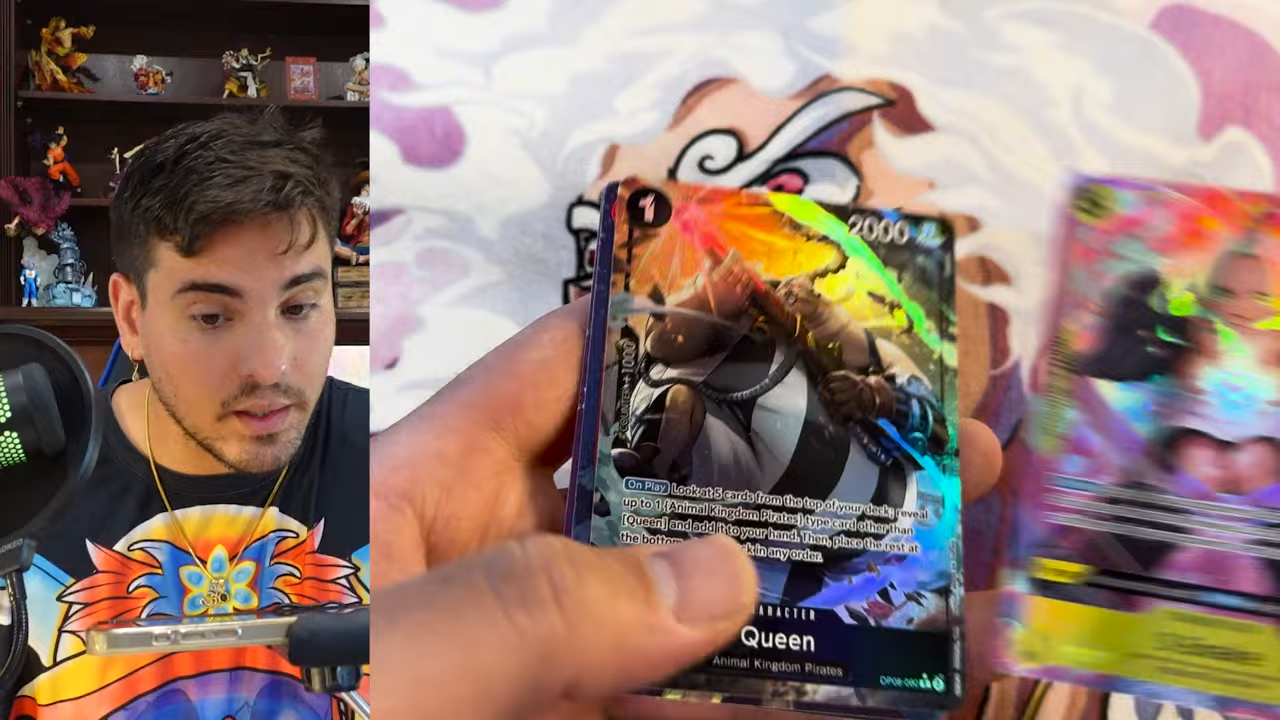 1
2000
COUNTER+1000
On Play Look at 5 cards from the top of your deck; reveal
up to 1 {Animal Kingdom Pirates} type card other than
[Queen] and add it to your hand. Then, place the rest at
the bottom in any order.
Queen
Animal Kingdom Pirates